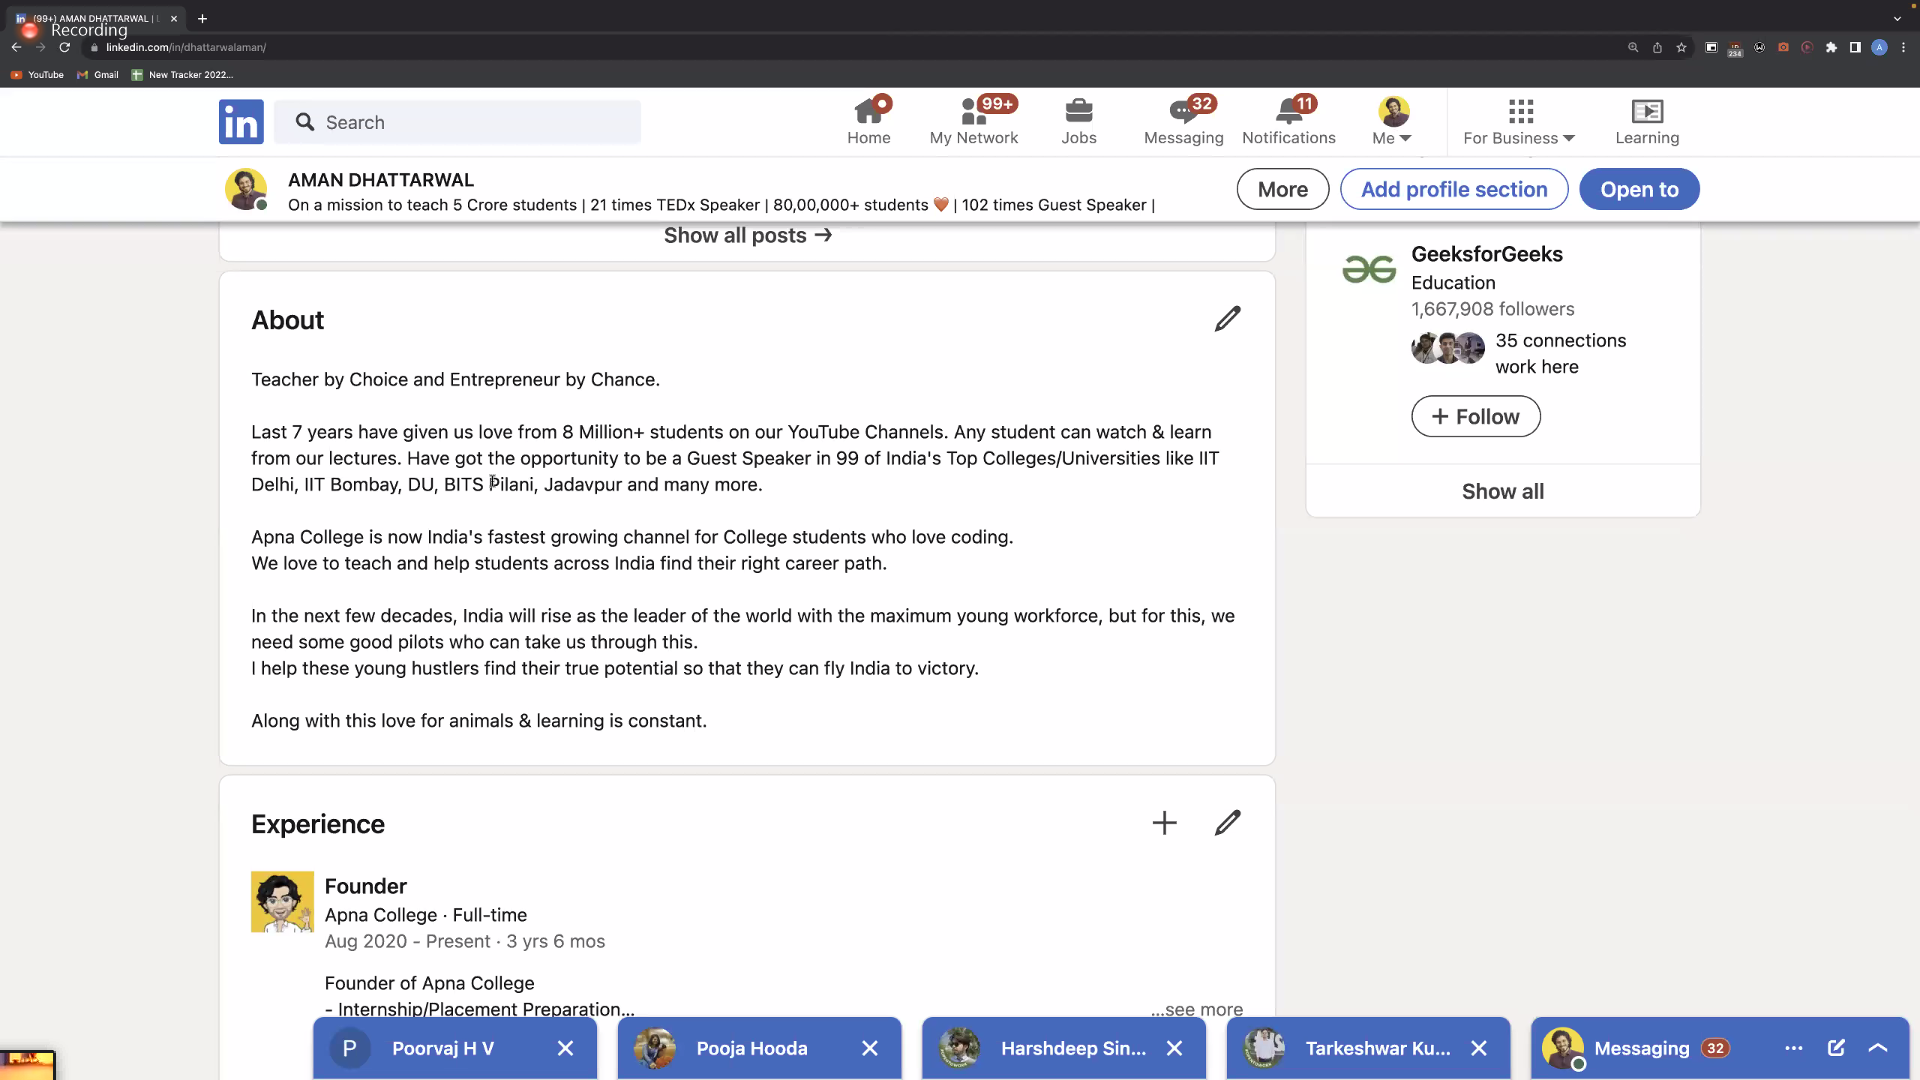 (99+) AMAN DHATTARWAL |
Recording
linkedin.com/in/dhattarwalaman/
234
A
YouTube
Gmail
New Tracker 2022...
in
Search
Home
99+
My Network
Jobs
32
Messaging
11
Notifications
Me
For Business
Learning
AMAN DHATTARWAL
On a mission to teach 5 Crore students | 21 times TEDx Speaker | 80,00,000+ students 🤎 | 102 times Guest Speaker |
More
Add profile section
Open to
Show all posts →
GeeksforGeeks
Education
1,667,908 followers
35 connections
work here
+ Follow
Show all
About
Teacher by Choice and Entrepreneur by Chance.
Last 7 years have given us love from 8 Million+ students on our YouTube Channels. Any student can watch & learn
from our lectures. Have got the opportunity to be a Guest Speaker in 99 of India's Top Colleges/Universities like IIT
Delhi, IIT Bombay, DU, BITS Pilani, Jadavpur and many more.
Apna College is now India's fastest growing channel for College students who love coding.
We love to teach and help students across India find their right career path.
In the next few decades, India will rise as the leader of the world with the maximum young workforce, but for this, we
need some good pilots who can take us through this.
I help these young hustlers find their true potential so that they can fly India to victory.
Along with this love for animals & learning is constant.
Experience
Founder
Apna College · Full-time
Aug 2020 - Present · 3 yrs 6 mos
Founder of Apna College
- Internship/Placement Preparation...
...see more
P
Poorvaj H V
Pooja Hooda
Harshdeep Sin...
Tarkeshwar Ku...
Messaging
32